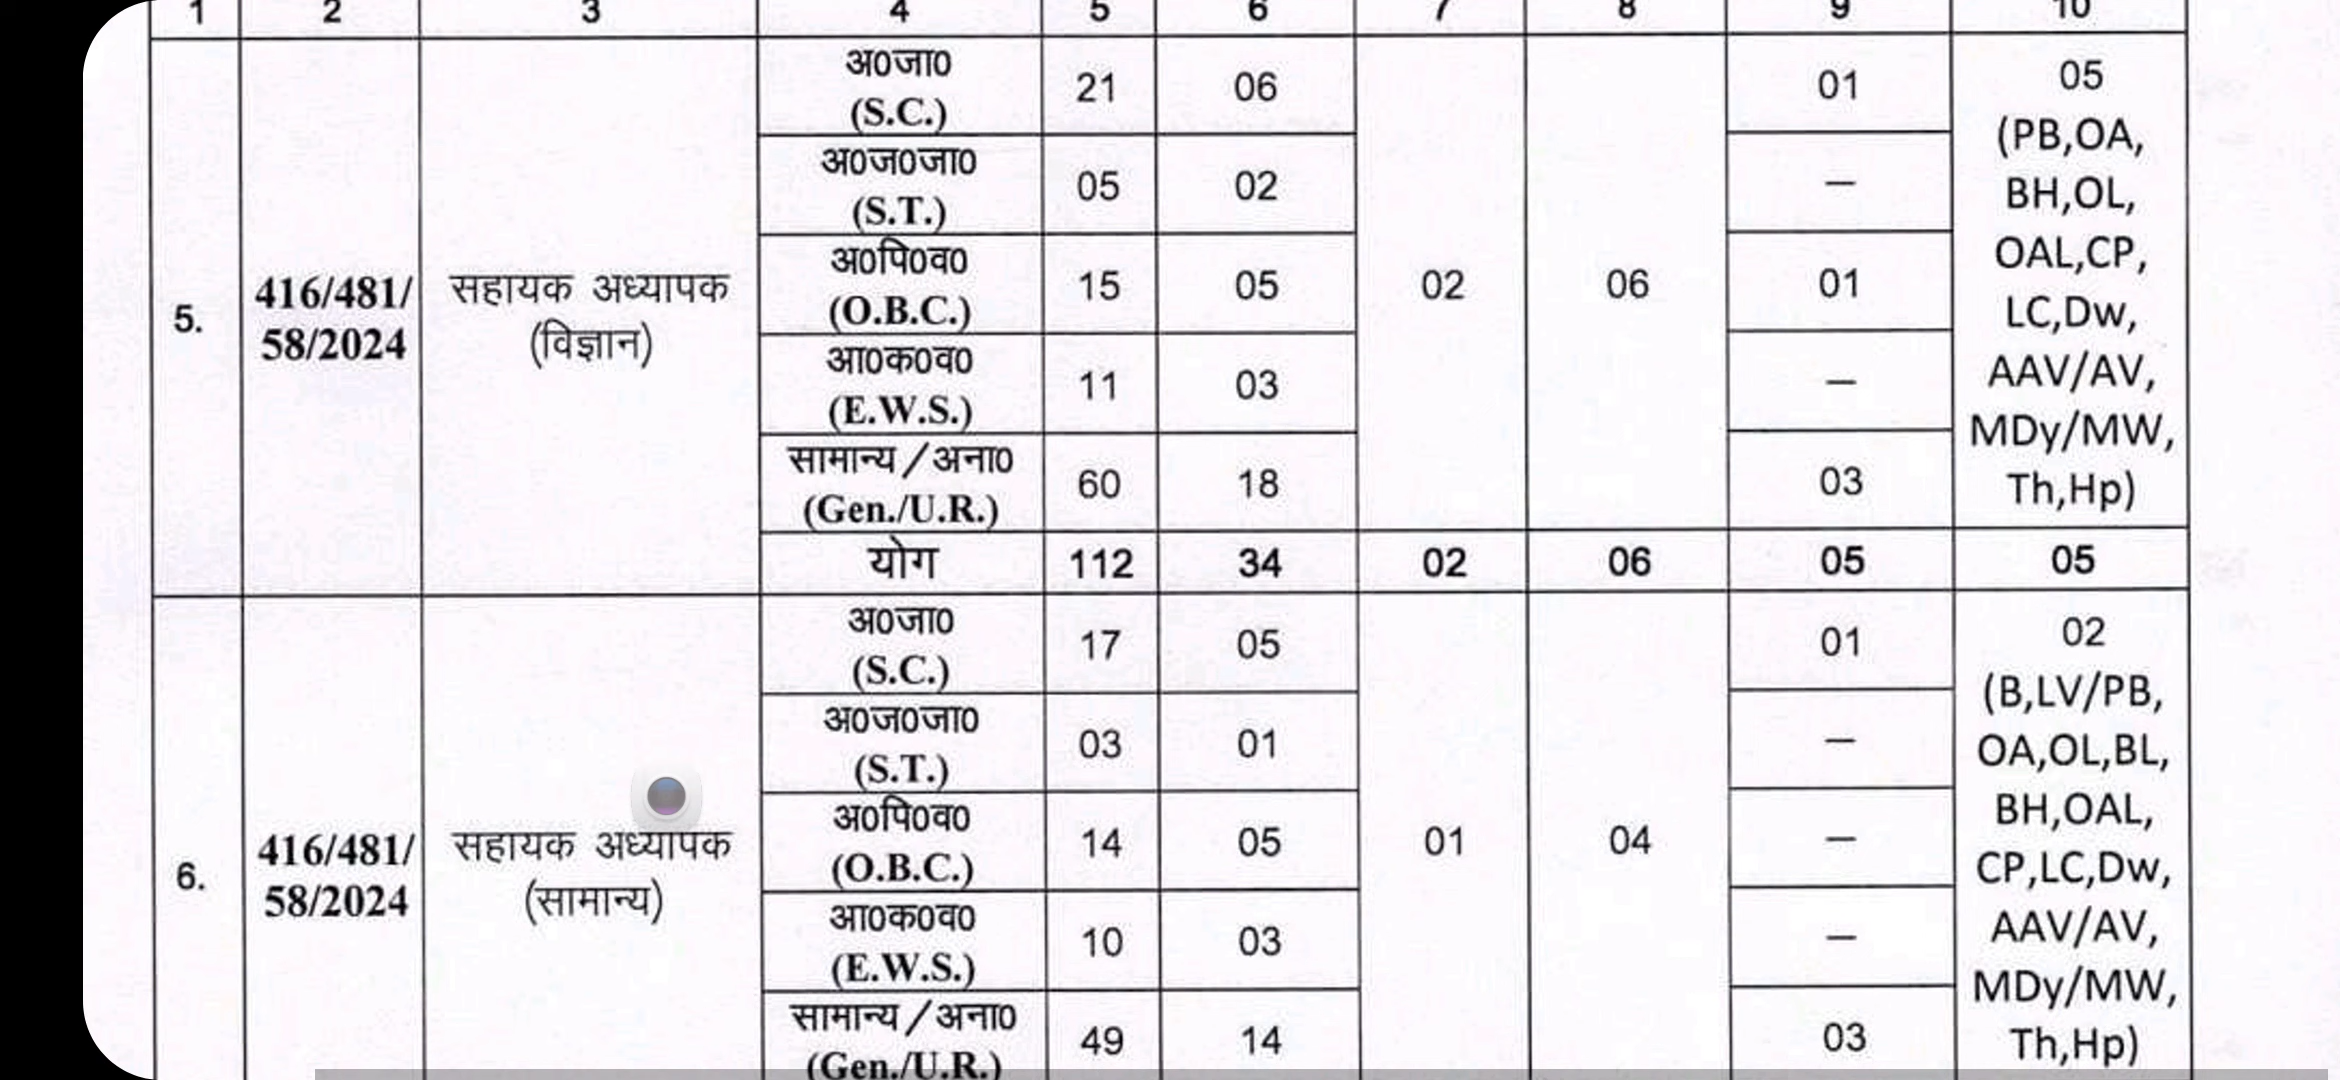 1 2 3 4 5 6 7 8 9 10
5. 416/481/58/2024 सहायक अध्यापक (विज्ञान)
अ0जा0 (S.C.) 21 06 01
अ0ज0जा0 (S.T.) 05 02 –
अ0पि0व0 (O.B.C.) 15 05 02 06 01
आ0क0व0 (E.W.S.) 11 03 –
सामान्य/अना0 (Gen./U.R.) 60 18 03
05
(PB,OA,
BH,OL,
OAL,CP,
LC,Dw,
AAV/AV,
MDy/MW,
Th,Hp)
योग 112 34 02 06 05 05
6. 416/481/58/2024 सहायक अध्यापक (सामान्य)
अ0जा0 (S.C.) 17 05 01
अ0ज0जा0 (S.T.) 03 01 –
अ0पि0व0 (O.B.C.) 14 05 01 04 –
आ0क0व0 (E.W.S.) 10 03 –
सामान्य/अना0 (Gen./U.R.) 49 14 03
02
(B,LV/PB,
OA,OL,BL,
BH,OAL,
CP,LC,Dw,
AAV/AV,
MDy/MW,
Th,Hp)